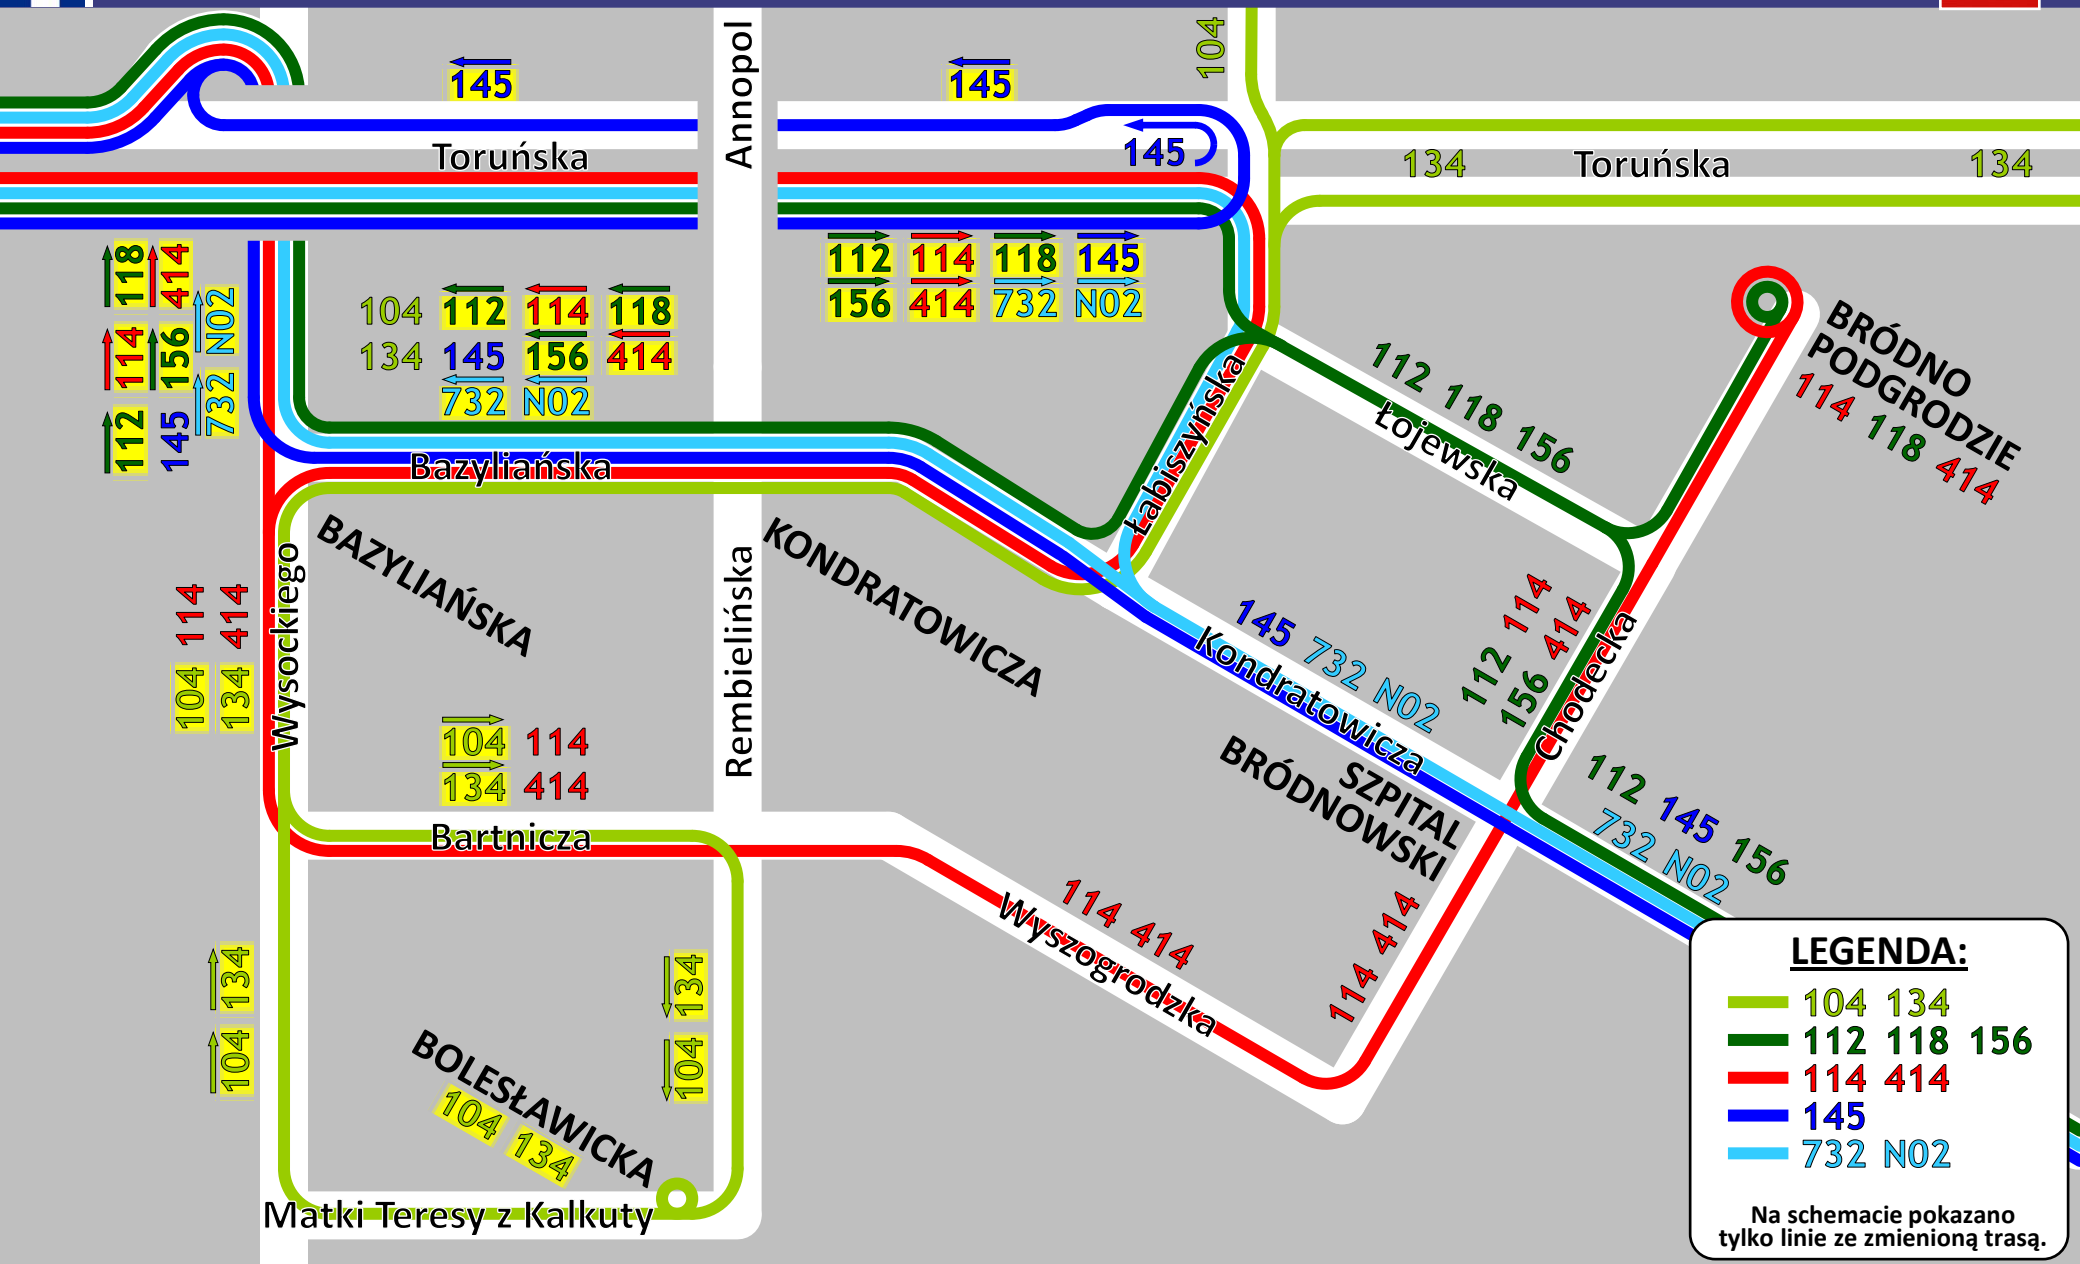 145
145
104
Annopol
Toruńska
145
134
Toruńska
134
118 414
N02
114 156
732
112 145
104 112 114 118
134 145 156 414
732 N02
112 114 118 145
156 414 732 N02
BRÓDNO
PODGRODZIE
114 118 414
112 118 156
Łojewska
Łabiszyńska
Bazyliańska
BAZYLIAŃSKA
KONDRATOWICZA
Wysockiego
114 414
104 134
Rembielińska
145 732 N02
Kondratowicza
112 114
156 414
Chodecka
SZPITAL
BRÓDNOWSKI
112 145 156
732 N02
104 114
134 414
Bartnicza
114 414
Wyszogrodzka
114 414
134
104
134
104
BOLESŁAWICKA
104 134
Matki Teresy z Kalkuty
LEGENDA:
104 134
112 118 156
114 414
145
732 N02
Na schemacie pokazano
tylko linie ze zmienioną trasą.